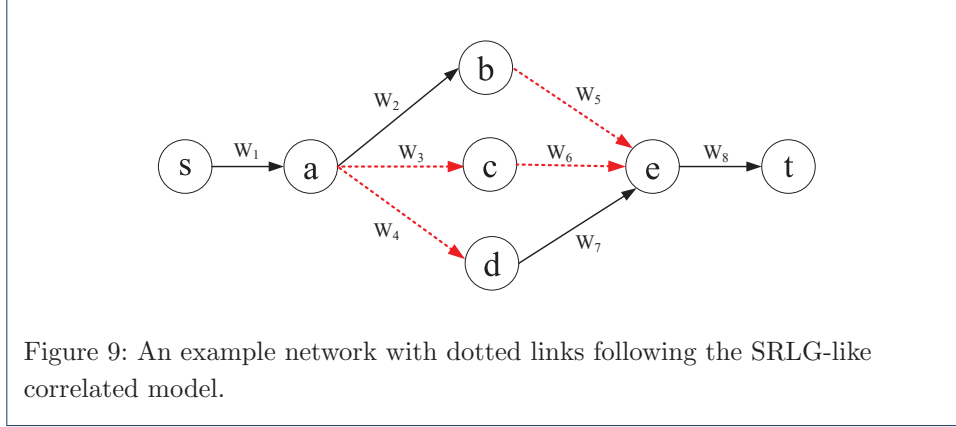 b
W₂
W₅
s
W₁
a
W₃
c
W₆
e
W₈
t
W₄
W₇
d
Figure 9: An example network with dotted links following the SRLG-like
correlated model.